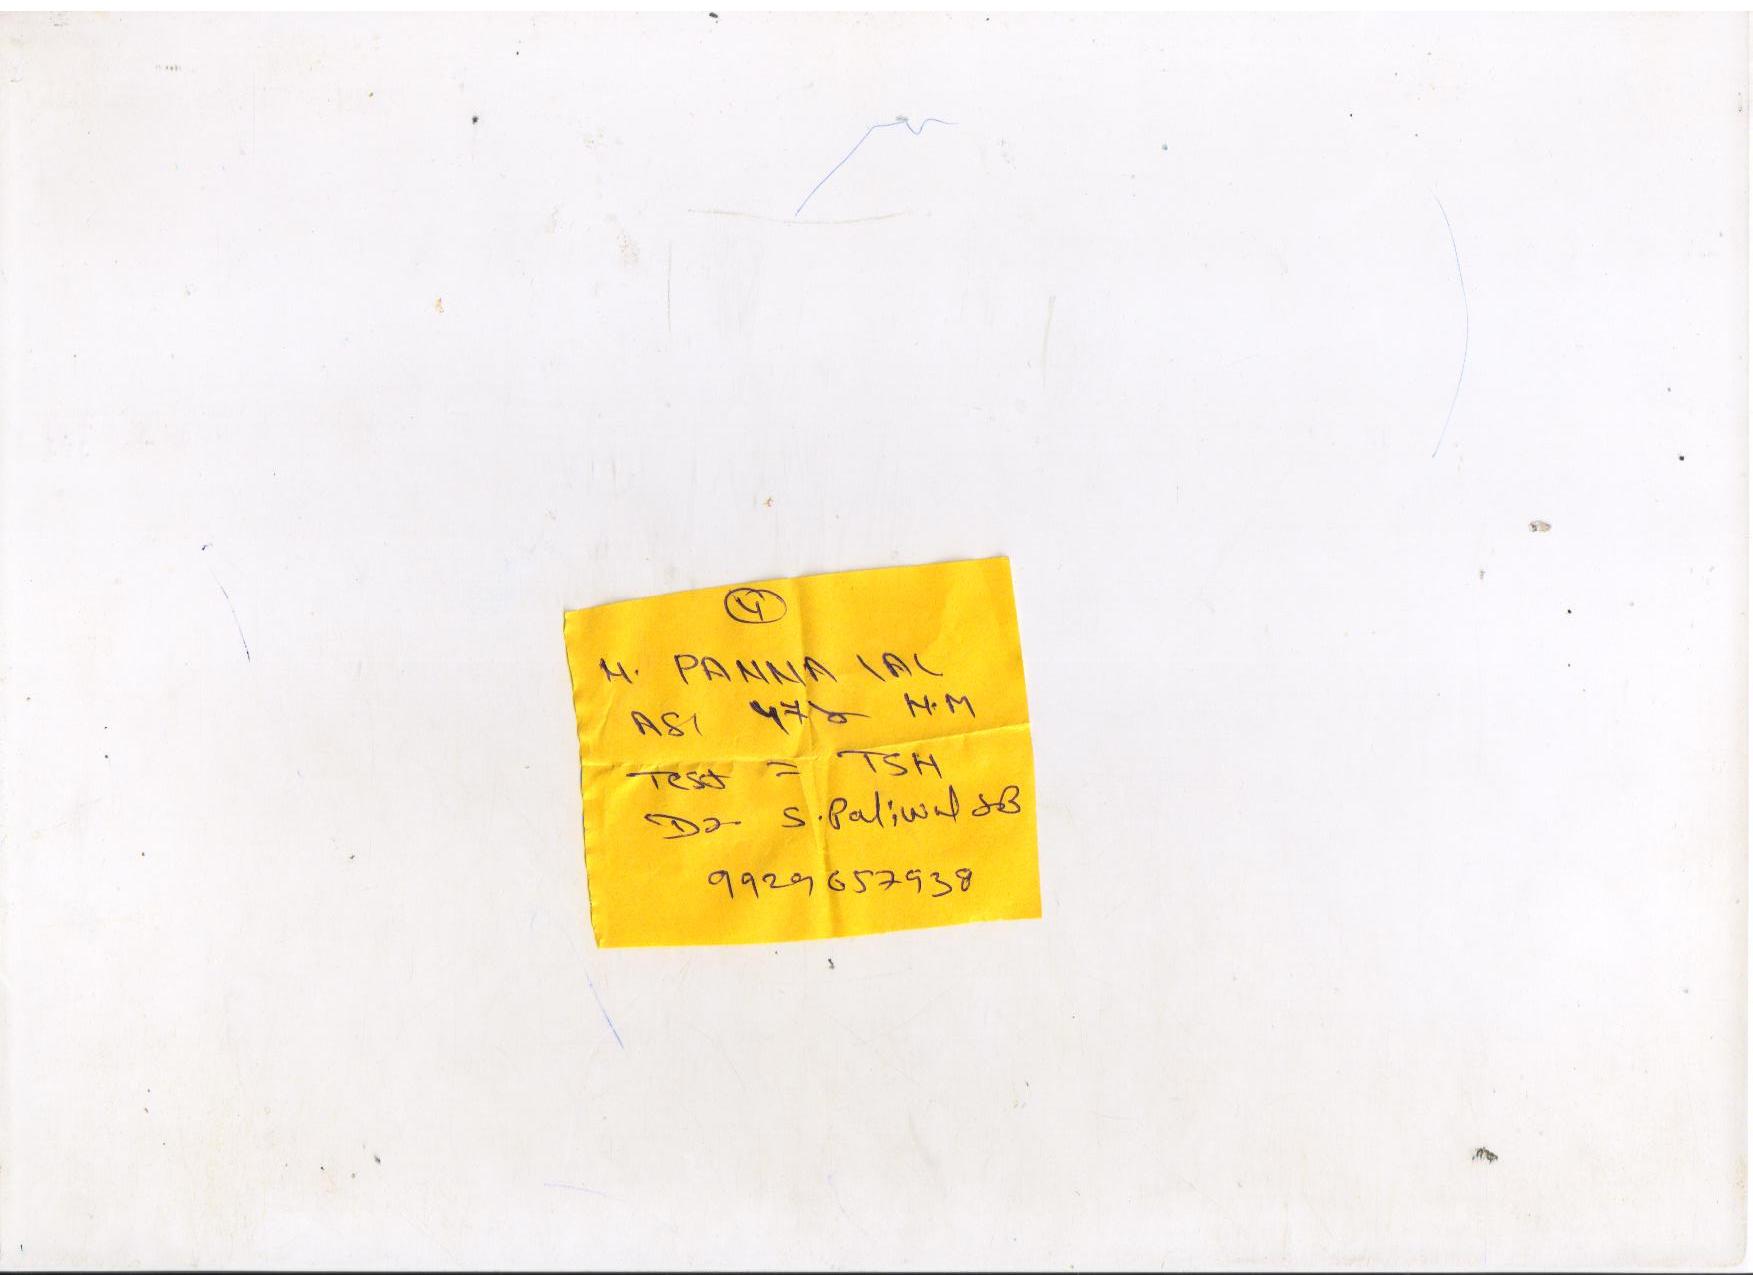 4
N. PANNA LAL
ASI 47 N.M
Test = TSH
Dr S. Paliwal SB
9929657938